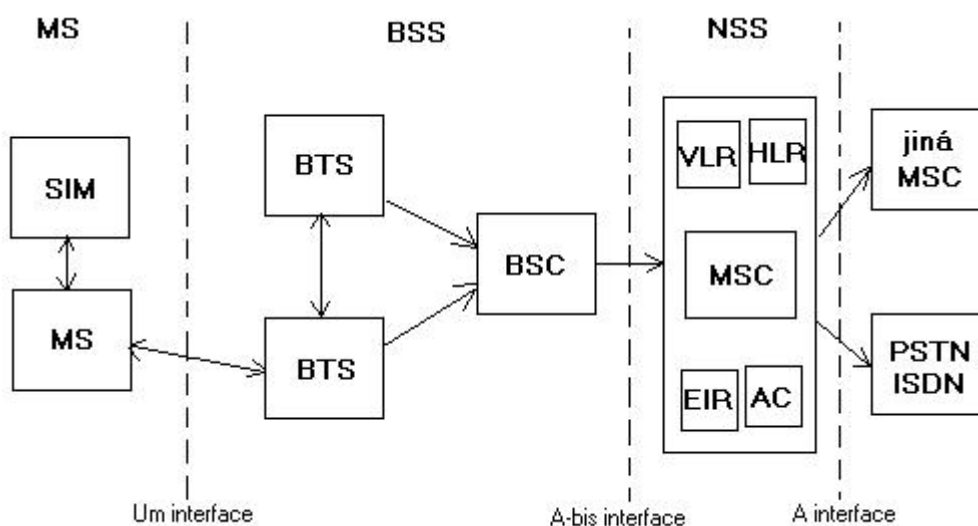 MS
BSS
NSS
SIM
MS
BTS
BTS
BSC
VLR
HLR
MSC
EIR
AC
jiná
MSC
PSTN
ISDN
Um interface
A-bis interface
A interface